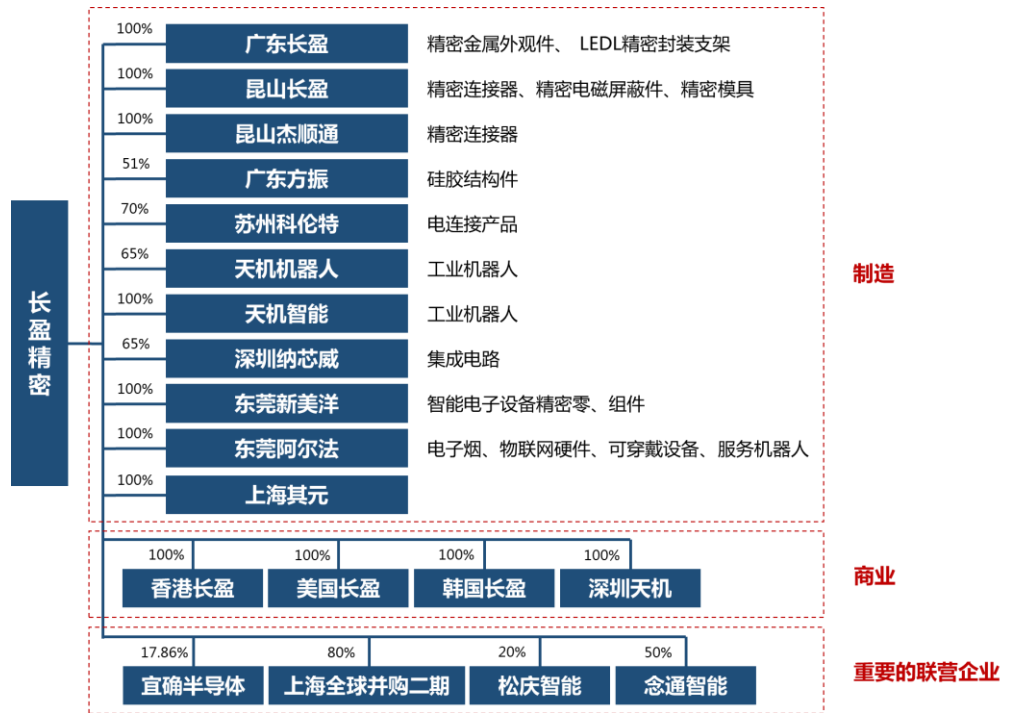 长盈精密
100%
广东长盈
精密金属外观件、 LEDL精密封装支架
100%
昆山长盈
精密连接器、精密电磁屏蔽件、精密模具
100%
昆山杰顺通
精密连接器
51%
广东方振
硅胶结构件
70%
苏州科伦特
电连接产品
65%
天机机器人
工业机器人
100%
天机智能
工业机器人
65%
深圳纳芯威
集成电路
100%
东莞新美洋
智能电子设备精密零、组件
100%
东莞阿尔法
电子烟、物联网硬件、可穿戴设备、服务机器人
100%
上海其元
制造
100%
香港长盈
100%
美国长盈
100%
韩国长盈
100%
深圳天机
商业
17.86%
宜确半导体
80%
上海全球并购二期
20%
松庆智能
50%
念通智能
重要的联营企业